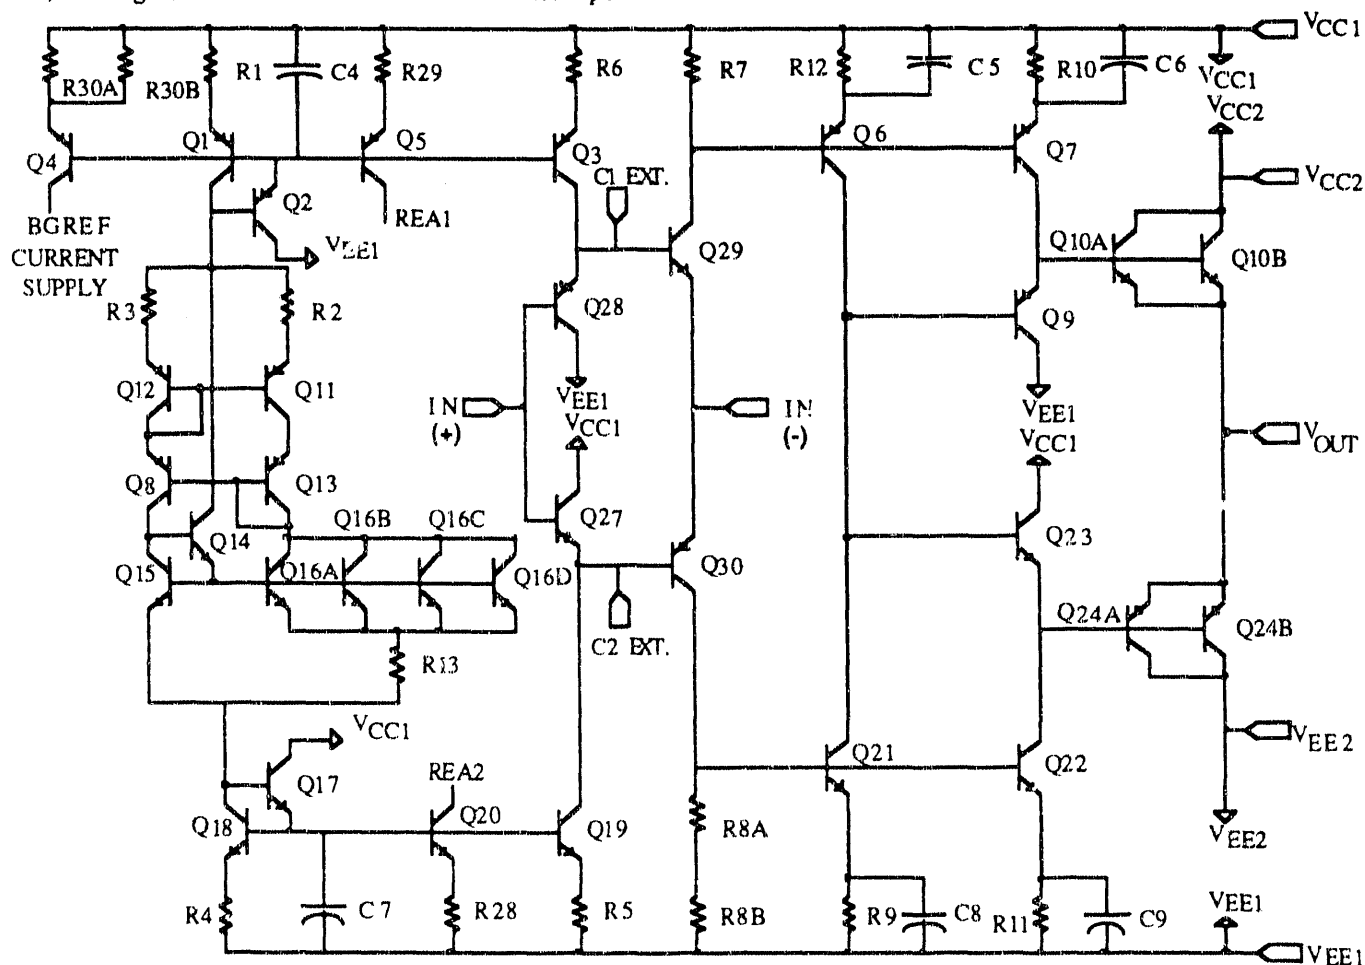 VCC1
R30A
R30B
R1
C4
R29
R6
R7
R12
C5
R10
C6
VCC1
VCC2
Q4
Q1
Q5
Q3
Q6
Q7
C1 EXT.
VCC2
Q2
REA1
BGREF
CURRENT
SUPPLY
VEE1
Q29
Q10A
Q10B
R3
R2
Q28
Q9
Q12
Q11
IN
(+)
VEE1
VCC1
IN
(-)
VEE1
VCC1
VOUT
Q8
Q13
Q16B
Q16C
Q27
Q14
Q23
Q15
Q16A
Q16D
Q30
Q24A
Q24B
C2 EXT.
R13
VCC1
VEE2
Q17
REA2
Q21
Q22
Q18
Q20
Q19
R8A
VEE2
R4
C7
R28
R5
R8B
R9
C8
R11
C9
VEE1
VEE1